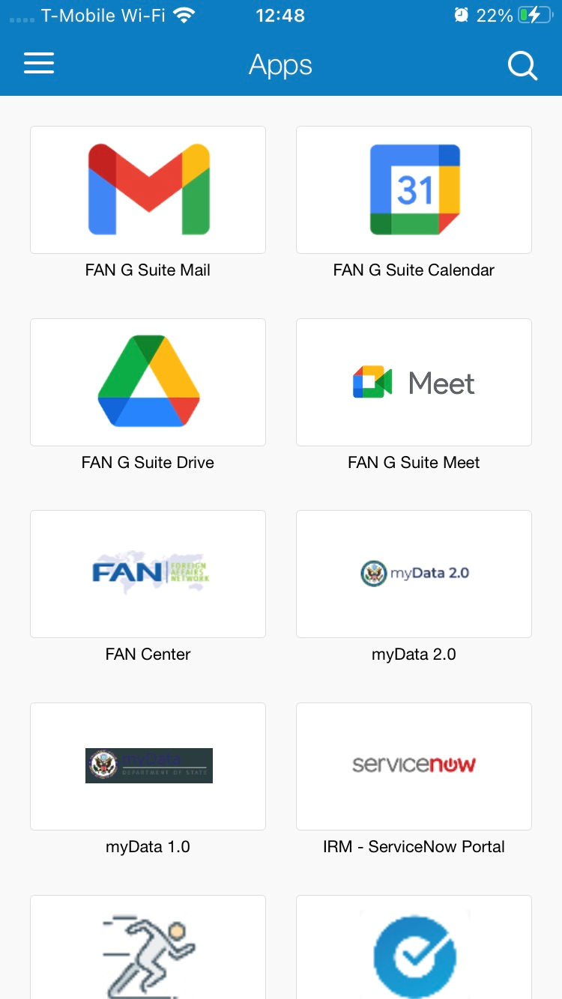 T-Mobile Wi-Fi 12:48 22%
Apps
31
FAN G Suite Mail FAN G Suite Calendar
Meet
FAN G Suite Drive FAN G Suite Meet
FAN FOREIGN
AFFAIRS
NETWORK
myData 2.0
FAN Center myData 2.0
myData
DEPARTMENT OF STATE
servicenow
myData 1.0 IRM - ServiceNow Portal